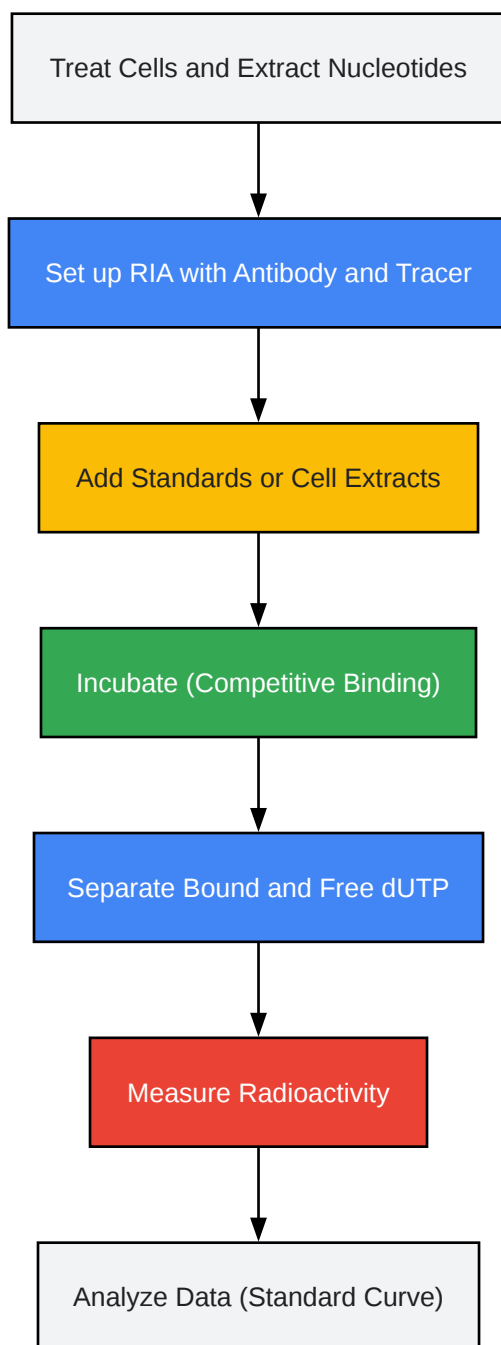 Treat Cells and Extract Nucleotides
Set up RIA with Antibody and Tracer
Add Standards or Cell Extracts
Incubate (Competitive Binding)
Separate Bound and Free dUTP
Measure Radioactivity
Analyze Data (Standard Curve)